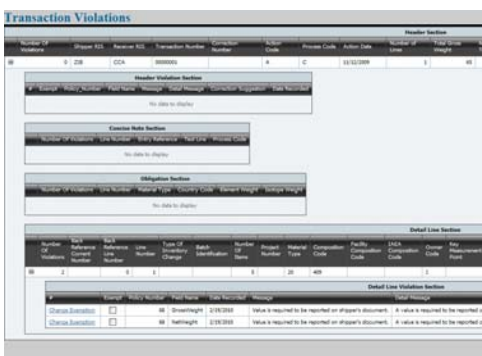 Transaction Violations
Header Section
Number Of Violations Shipper RIS Receiver RIS Transaction Number Correction Number Action Code Process Code Action Date Number of Lines Total Gross Weight
0 ZIB CCA 00000001 A C 11/12/2009 1
Header Violation Section
# Exempt Policy_Number Field Name Message Detail Message Correction Suggestion Date Recorded
No data to display
Concise Note Section
Number Of Violations Line Number Entry Reference Text Line Process Code
No data to display
Obligation Section
Number Of Violations Line Number Material Type Country Code Element Weight Isotope Weight
No data to display
Detail Line Section
Number Of Violations Back Reference Current Number Back Reference Line Number Line Number Type Of Inventory Change Batch Identification Number Of Items Project Number Material Type Composition Code Facility Composition Code IAEA Composition Code Owner Code Key Measurement Point
2 0 1 0 20 409
Detail Line Violation Section
# Exempt Policy Number Field Name Date Recorded Message Detail Message
Change Exemption 88 GrossWeight 2/19/2010 Value is required to be reported on shipper's document. A value is required to be reported
Change Exemption 88 NetWeight 2/19/2010 Value is required to be reported on shipper's document. A value is required to be reported